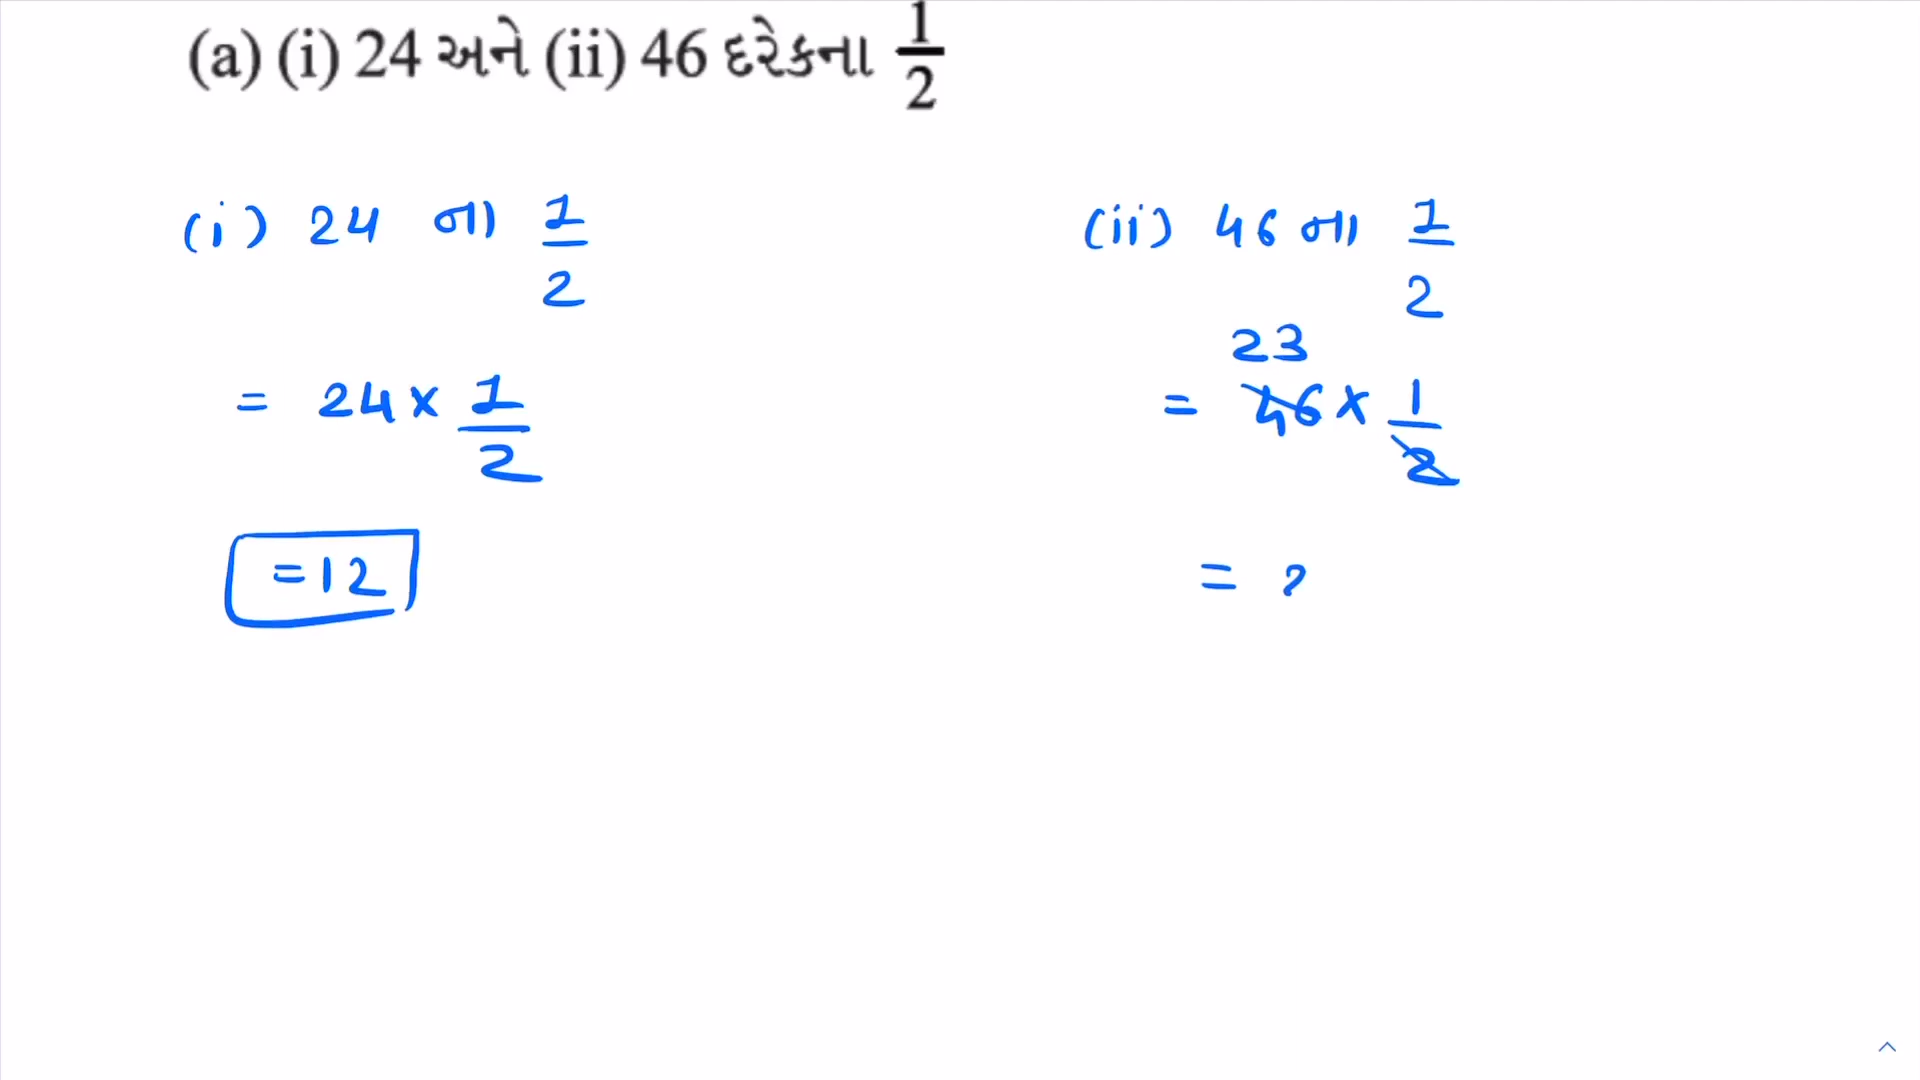 (a) (i) 24 અને (ii) 46 દરેકના 1/2
(i) 24 ના 1/2
= 24 × 1/2
= 12
(ii) 46 ના 1/2
23
= 46 × 1/2
= 2